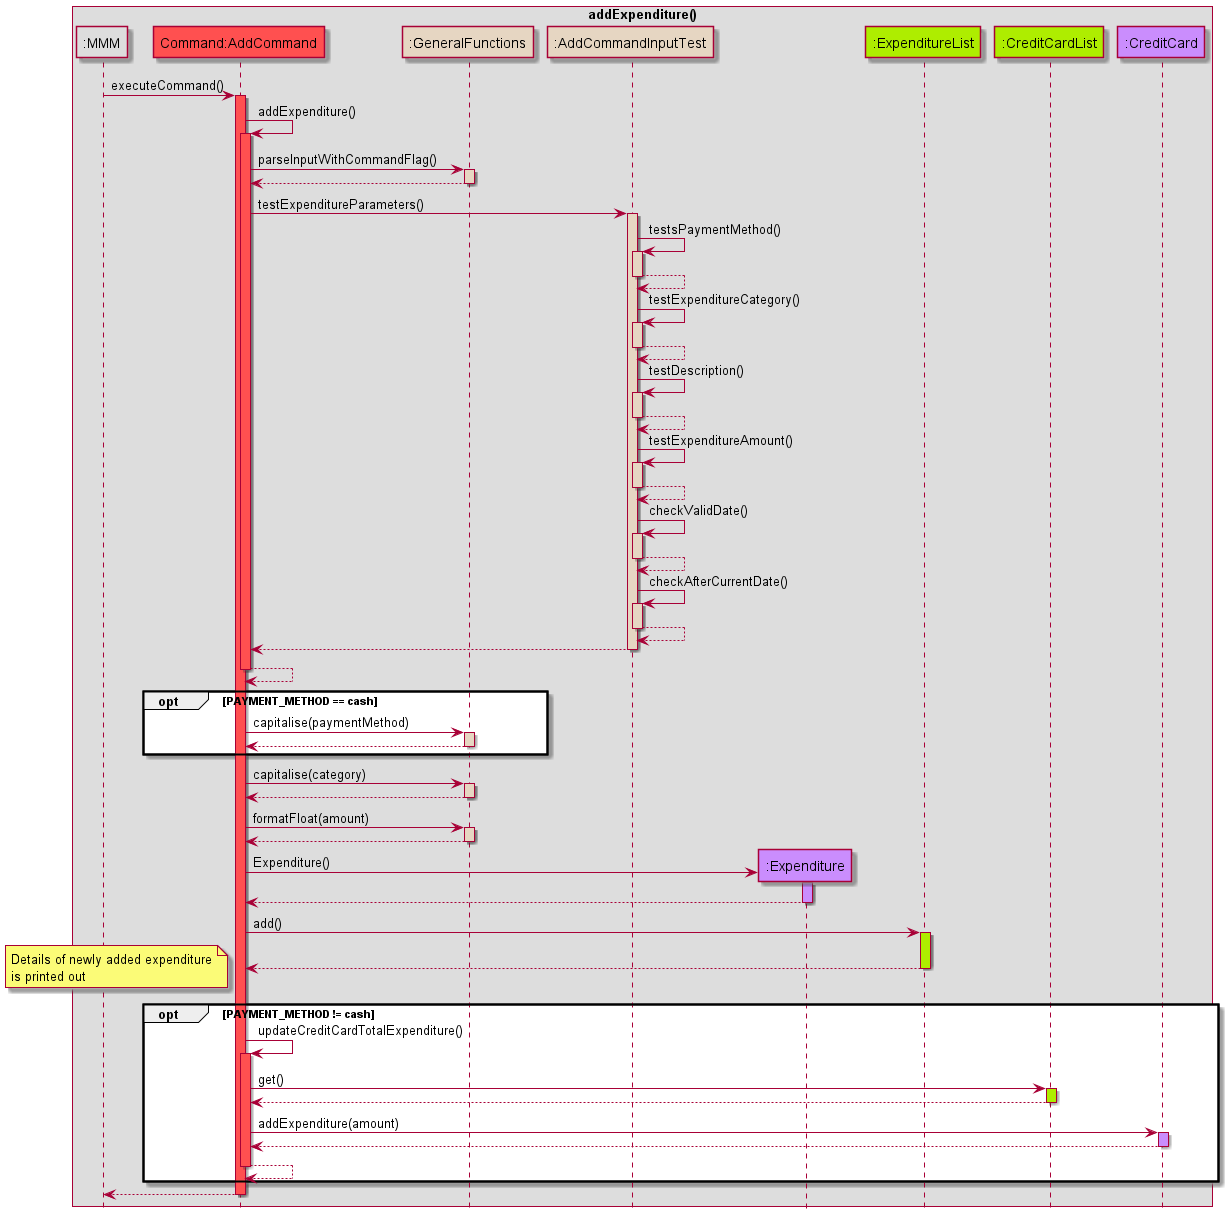 addExpenditure()
:MMM
Command:AddCommand
:GeneralFunctions
:AddCommandInputTest
:ExpenditureList
:CreditCardList
:CreditCard
executeCommand()
addExpenditure()
parseInputWithCommandFlag()
testExpenditureParameters()
testsPaymentMethod()
testExpenditureCategory()
testDescription()
testExpenditureAmount()
checkValidDate()
checkAfterCurrentDate()
opt
[PAYMENT_METHOD == cash]
capitalise(paymentMethod)
capitalise(category)
formatFloat(amount)
Expenditure()
:Expenditure
add()
Details of newly added expenditure
is printed out
opt
[PAYMENT_METHOD != cash]
updateCreditCardTotalExpenditure()
get()
addExpenditure(amount)